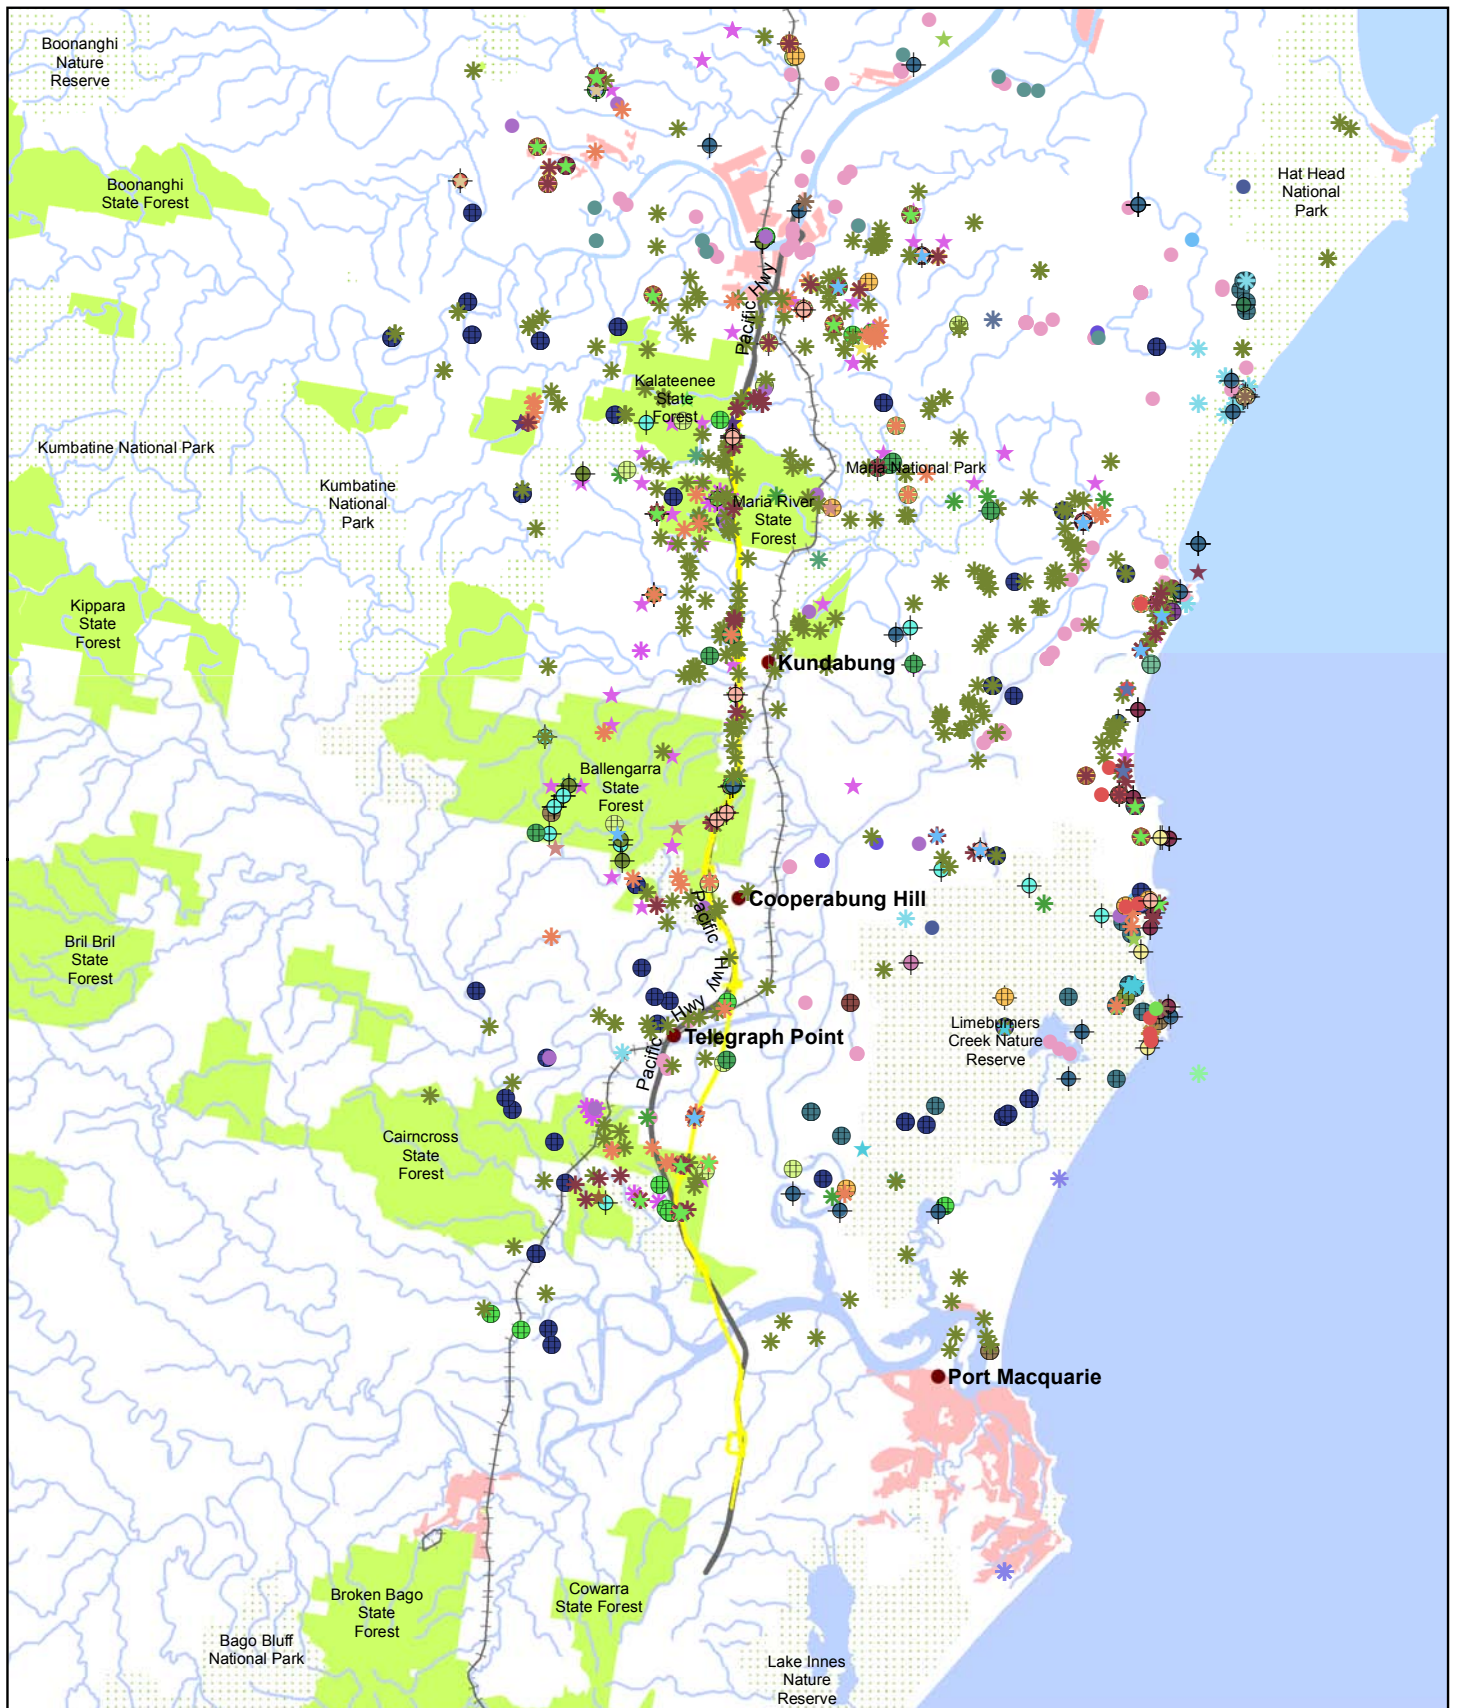 Boonanghi
Nature
Reserve
Boonanghi
State Forest
Hat Head
National
Park
Pacific Hwy
Kalateenee
State
Forest
Kumbatine National Park
Kumbatine
National
Park
Maria National Park
Maria River
State
Forest
Kippara
State
Forest
Kundabung
Ballengarra
State
Forest
Cooperabung Hill
Pacific Hwy
Bril Bril
State
Forest
Pacific Hwy
Telegraph Point
Limeburners
Creek Nature
Reserve
Cairncross
State
Forest
Port Macquarie
Broken Bago
State
Forest
Cowarra
State Forest
Bago Bluff
National Park
Lake Innes
Nature
Reserve